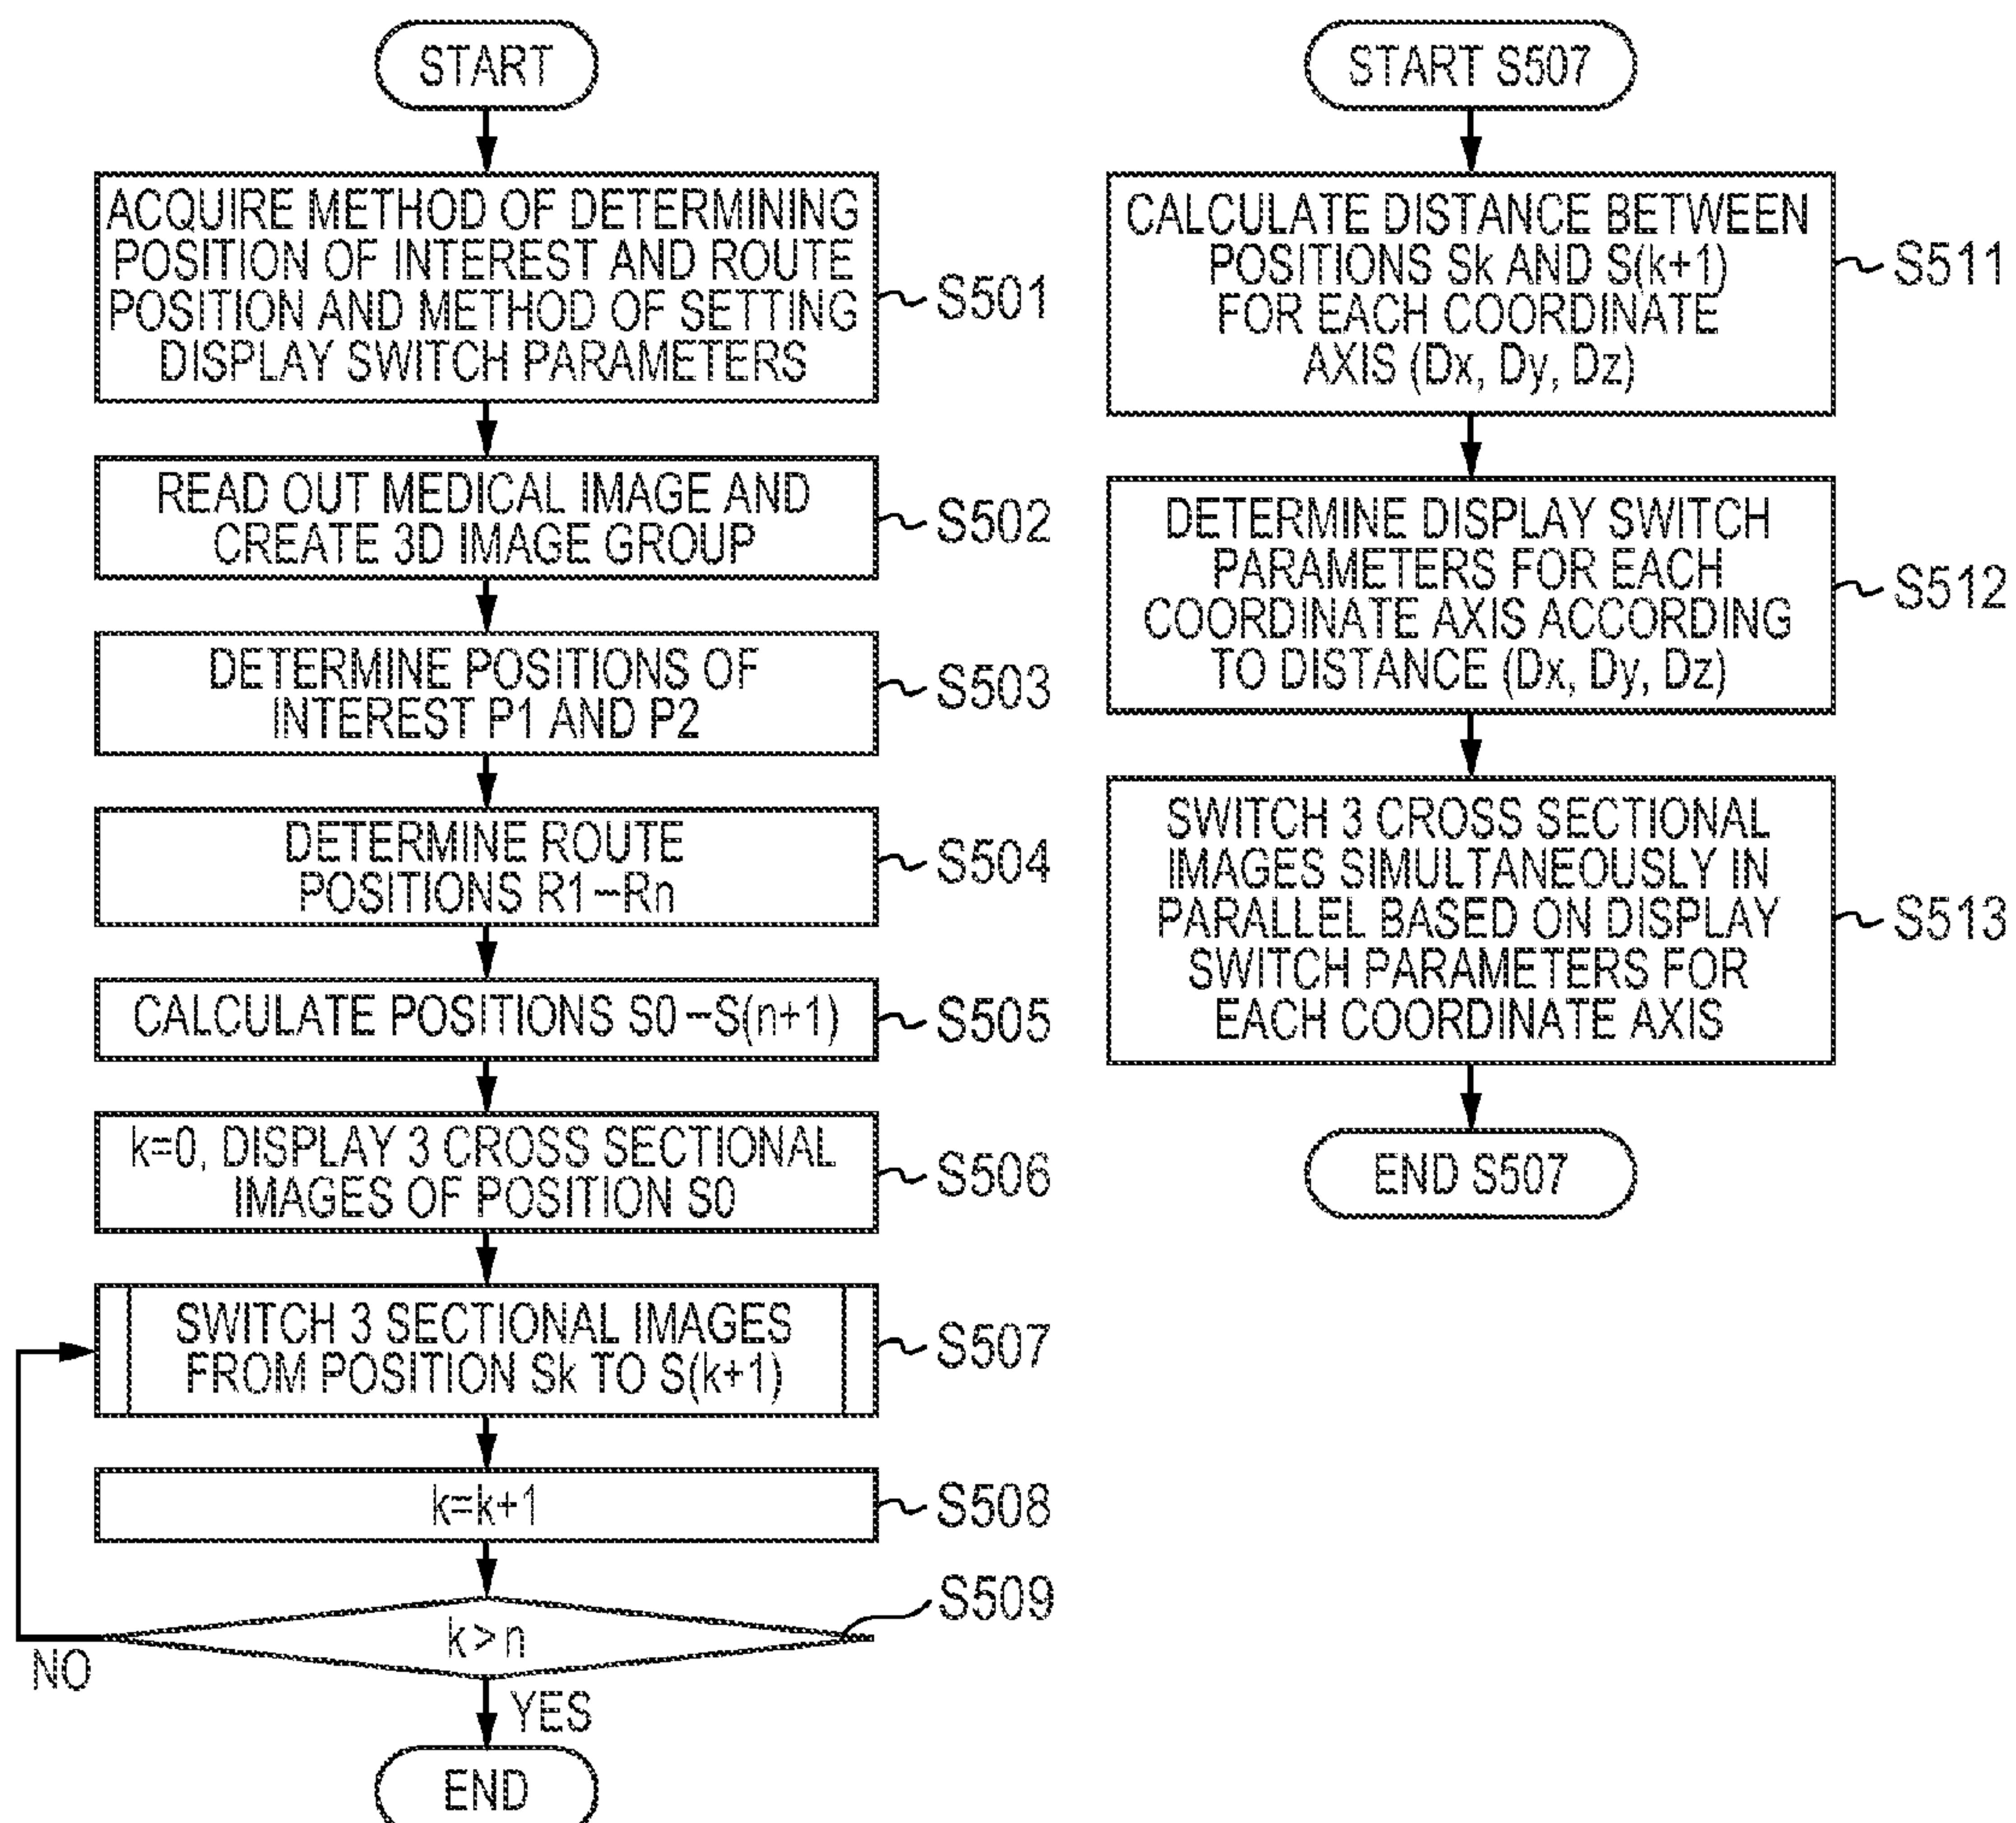 START
ACQUIRE METHOD OF DETERMINING
POSITION OF INTEREST AND ROUTE
POSITION AND METHOD OF SETTING
DISPLAY SWITCH PARAMETERS
S501
READ OUT MEDICAL IMAGE AND
CREATE 3D IMAGE GROUP
S502
DETERMINE POSITIONS OF
INTEREST P1 AND P2
S503
DETERMINE ROUTE
POSITIONS R1–Rn
S504
CALCULATE POSITIONS S0–S(n+1)
S505
k=0, DISPLAY 3 CROSS SECTIONAL
IMAGES OF POSITION S0
S506
SWITCH 3 SECTIONAL IMAGES
FROM POSITION Sk TO S(k+1)
S507
k=k+1
S508
k>n
S509
NO
YES
END
START S507
CALCULATE DISTANCE BETWEEN
POSITIONS Sk AND S(k+1)
FOR EACH COORDINATE
AXIS (Dx, Dy, Dz)
S511
DETERMINE DISPLAY SWITCH
PARAMETERS FOR EACH
COORDINATE AXIS ACCORDING
TO DISTANCE (Dx, Dy, Dz)
S512
SWITCH 3 CROSS SECTIONAL
IMAGES SIMULTANEOUSLY IN
PARALLEL BASED ON DISPLAY
SWITCH PARAMETERS FOR
EACH COORDINATE AXIS
S513
END S507